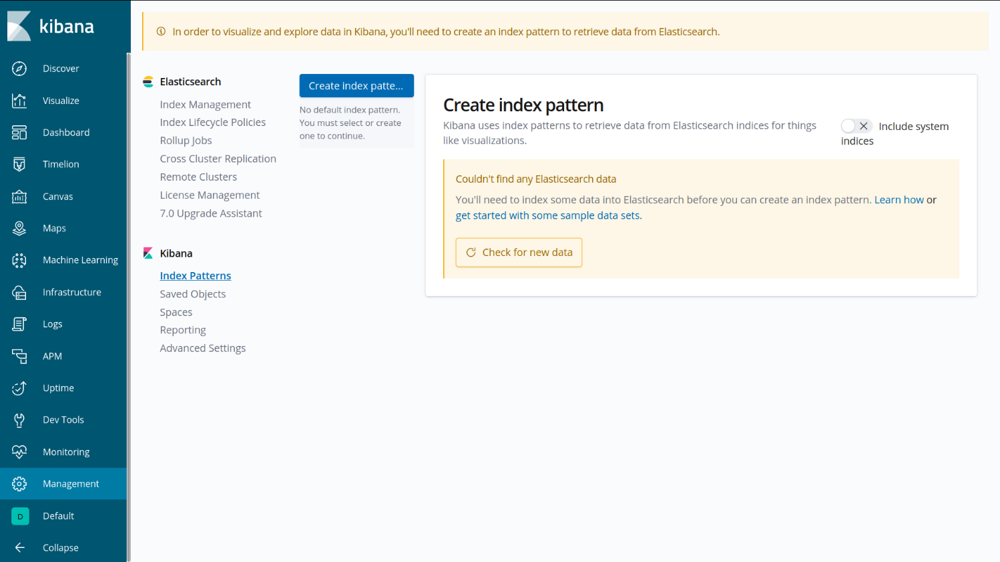 kibana
Discover
Visualize
Dashboard
Timelion
Canvas
Maps
Machine Learning
Infrastructure
Logs
APM
Uptime
Dev Tools
Monitoring
Management
D
Default
Collapse
In order to visualize and explore data in Kibana, you'll need to create an index pattern to retrieve data from Elasticsearch.
Elasticsearch
Index Management
Index Lifecycle Policies
Rollup Jobs
Cross Cluster Replication
Remote Clusters
License Management
7.0 Upgrade Assistant
Kibana
Index Patterns
Saved Objects
Spaces
Reporting
Advanced Settings
Create index patte...
No default index pattern.
You must select or create
one to continue.
Create index pattern
Kibana uses index patterns to retrieve data from Elasticsearch indices for things
like visualizations.
Include system
indices
Couldn't find any Elasticsearch data
You'll need to index some data into Elasticsearch before you can create an index pattern. Learn how or
get started with some sample data sets.
Check for new data